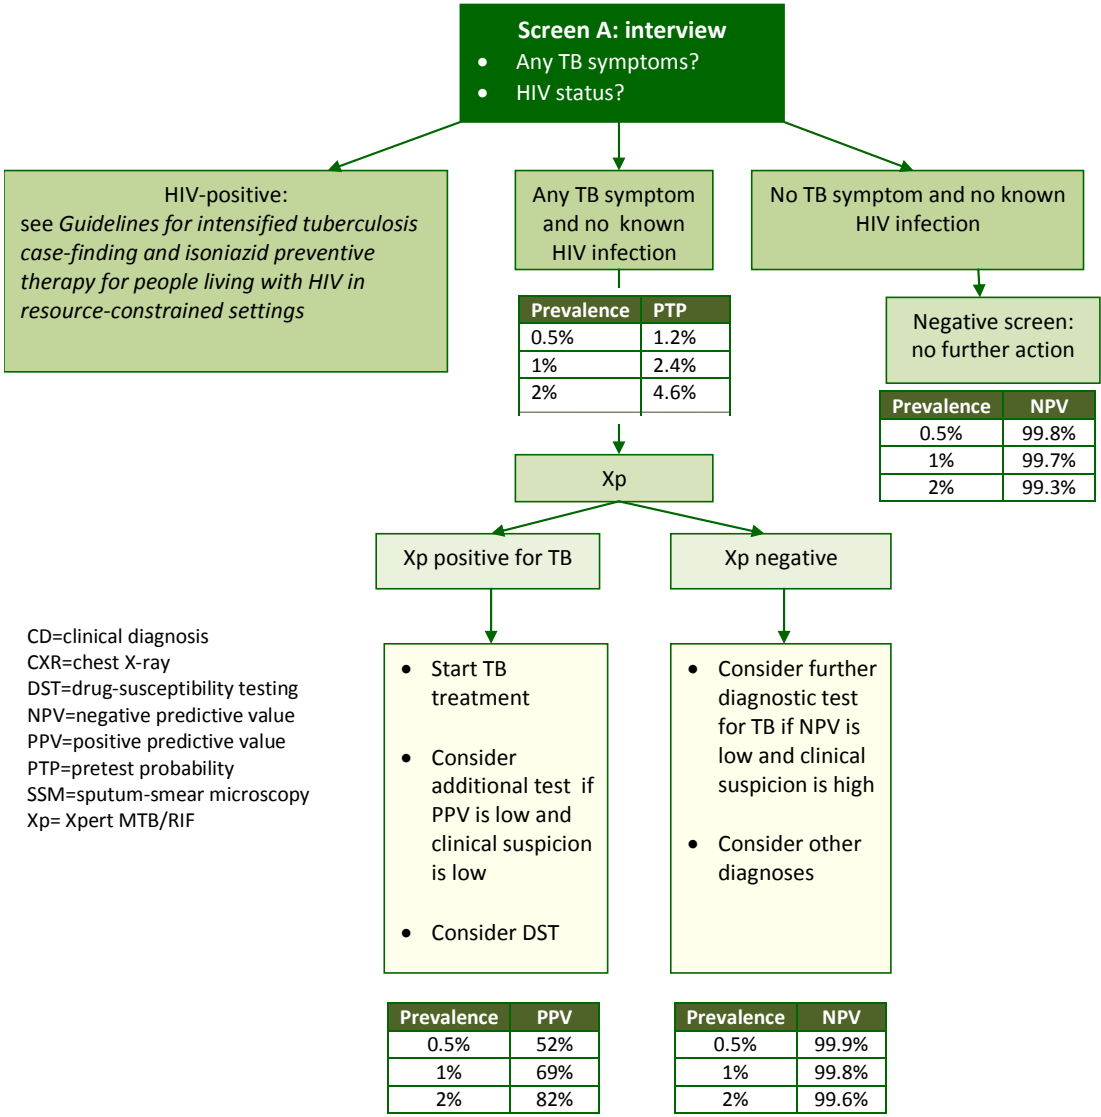 Screen A: interview
• Any TB symptoms?
• HIV status?
HIV-positive:
see Guidelines for intensified tuberculosis
case-finding and isoniazid preventive
therapy for people living with HIV in
resource-constrained settings
Any TB symptom
and no known
HIV infection
No TB symptom and no known
HIV infection
Prevalence PTP
0.5% 1.2%
1% 2.4%
2% 4.6%
Negative screen:
no further action
Prevalence NPV
0.5% 99.8%
1% 99.7%
2% 99.3%
Xp
Xp positive for TB
Xp negative
CD=clinical diagnosis
CXR=chest X-ray
DST=drug-susceptibility testing
NPV=negative predictive value
PPV=positive predictive value
PTP=pretest probability
SSM=sputum-smear microscopy
Xp= Xpert MTB/RIF
• Start TB
treatment
• Consider
additional test if
PPV is low and
clinical suspicion
is low
• Consider DST
• Consider further
diagnostic test
for TB if NPV is
low and clinical
suspicion is high
• Consider other
diagnoses
Prevalence PPV
0.5% 52%
1% 69%
2% 82%
Prevalence NPV
0.5% 99.9%
1% 99.8%
2% 99.6%